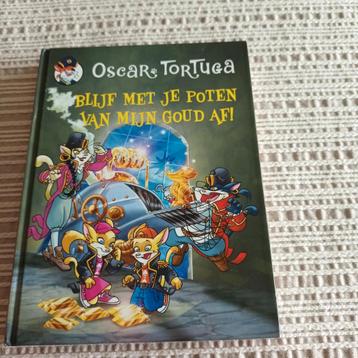 Oscar Tortuga
BLIJF MET JE POTEN
VAN MIJN GOUD AF!